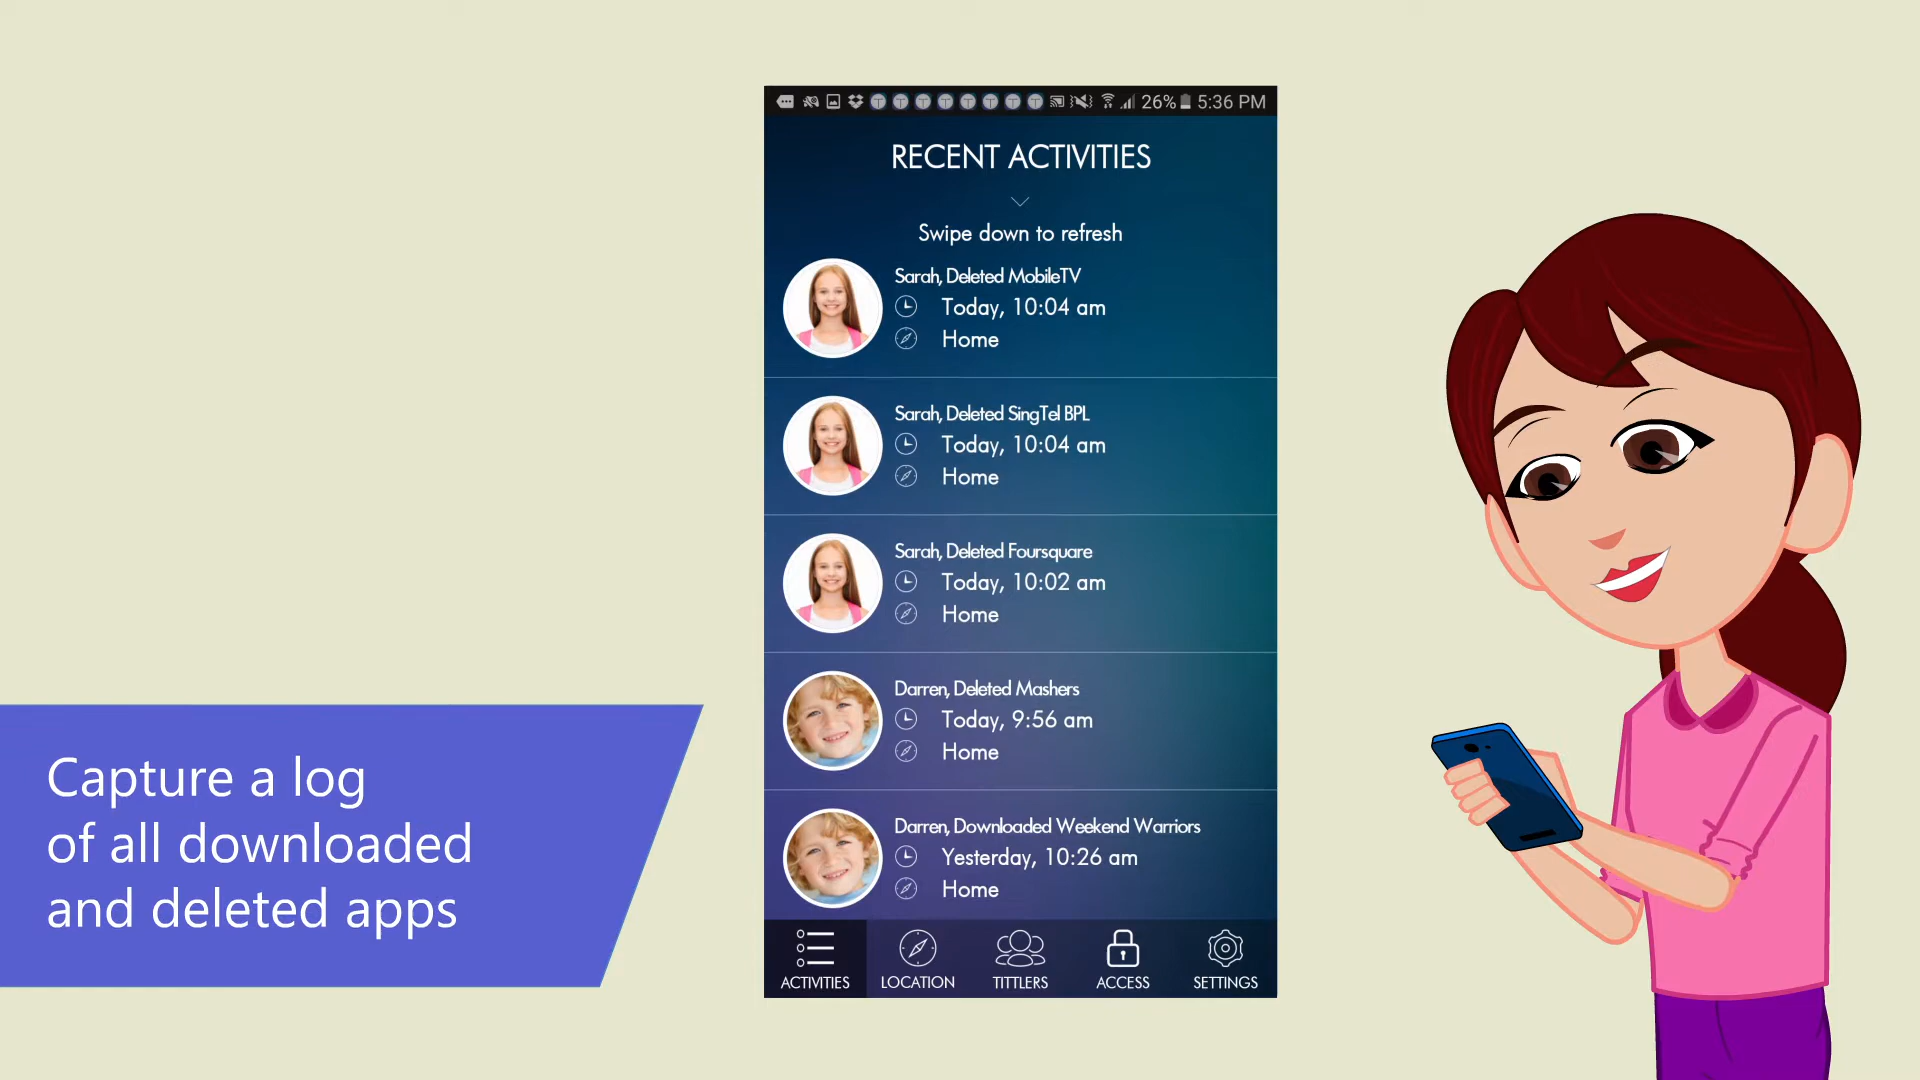 26% 5:36 PM
RECENT ACTIVITIES
Swipe down to refresh
Sarah, Deleted MobileTV
Today, 10:04 am
Home
Sarah, Deleted SingTel BPL
Today, 10:04 am
Home
Sarah, Deleted Foursquare
Today, 10:02 am
Home
Darren, Deleted Mashers
Today, 9:56 am
Home
Darren, Downloaded Weekend Warriors
Yesterday, 10:26 am
Home
ACTIVITIES LOCATION TITTLERS ACCESS SETTINGS
Capture a log
of all downloaded
and deleted apps